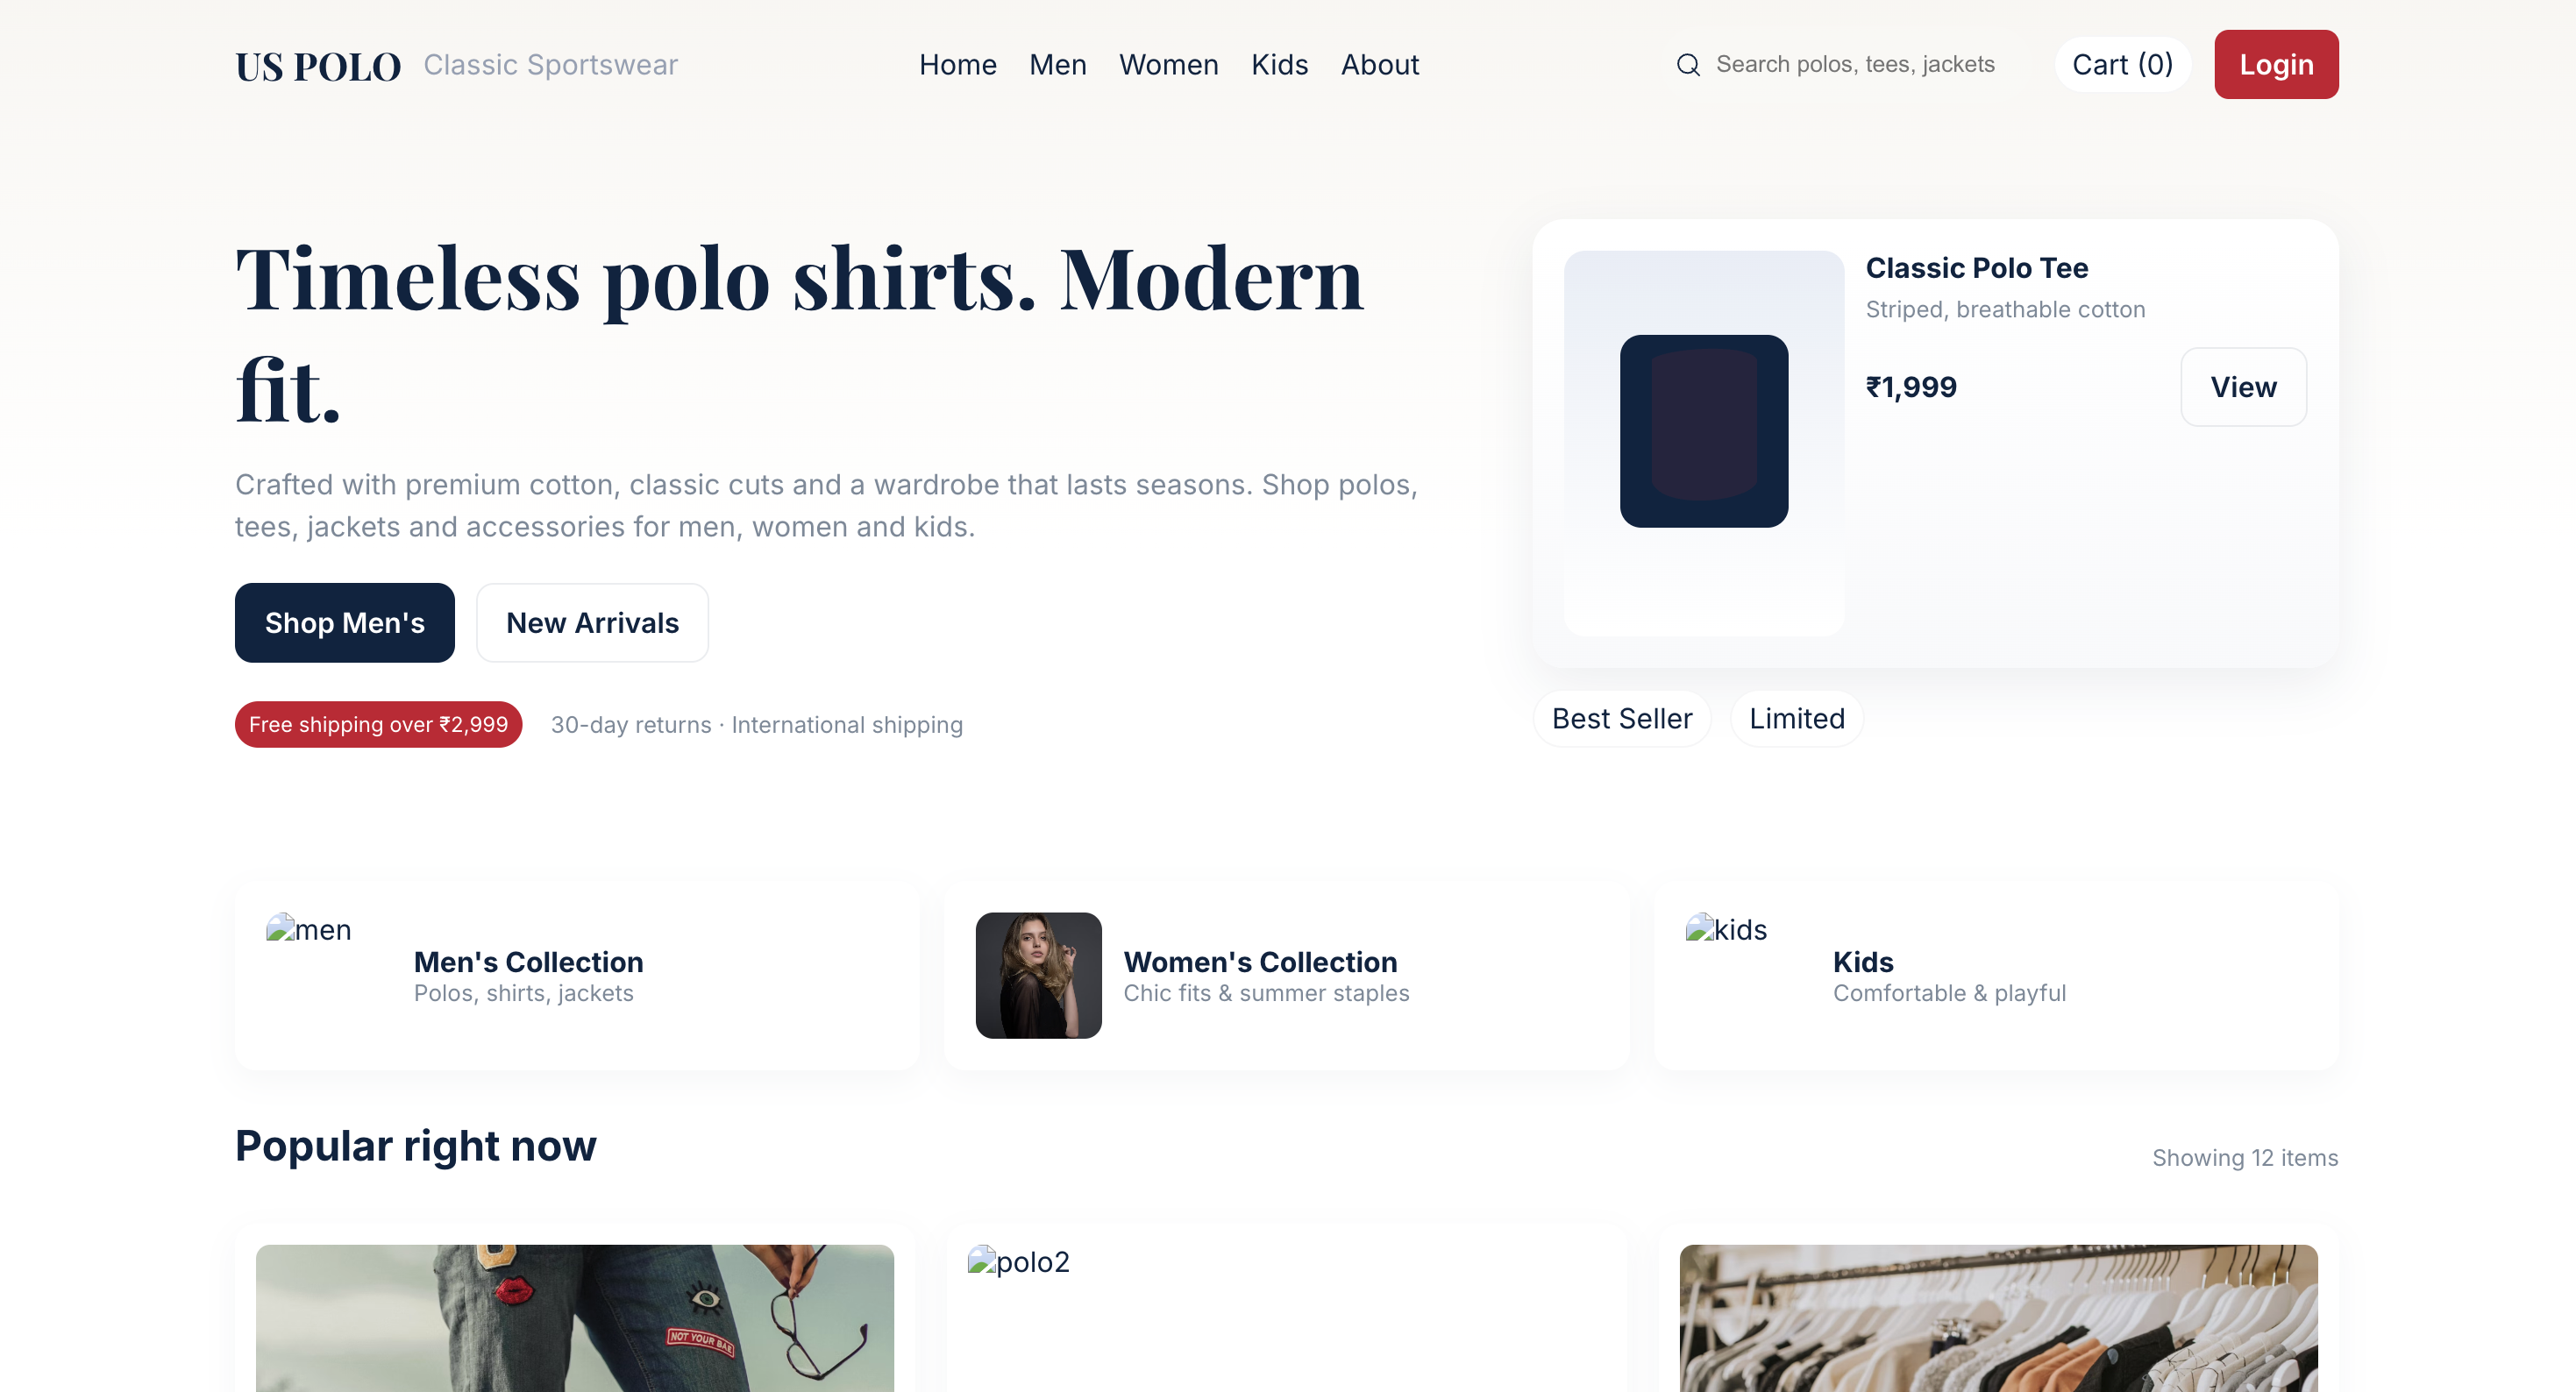 US POLO Classic Sportswear
Home Men Women Kids About
Search polos, tees, jackets
Cart (0)
Login
Timeless polo shirts. Modern
fit.
Crafted with premium cotton, classic cuts and a wardrobe that lasts seasons. Shop polos,
tees, jackets and accessories for men, women and kids.
Shop Men's
New Arrivals
Free shipping over ₹2,999
30-day returns · International shipping
Classic Polo Tee
Striped, breathable cotton
₹1,999
View
Best Seller
Limited
men
Men's Collection
Polos, shirts, jackets
Women's Collection
Chic fits & summer staples
kids
Kids
Comfortable & playful
Popular right now
Showing 12 items
NOT YOUR BAE
polo2